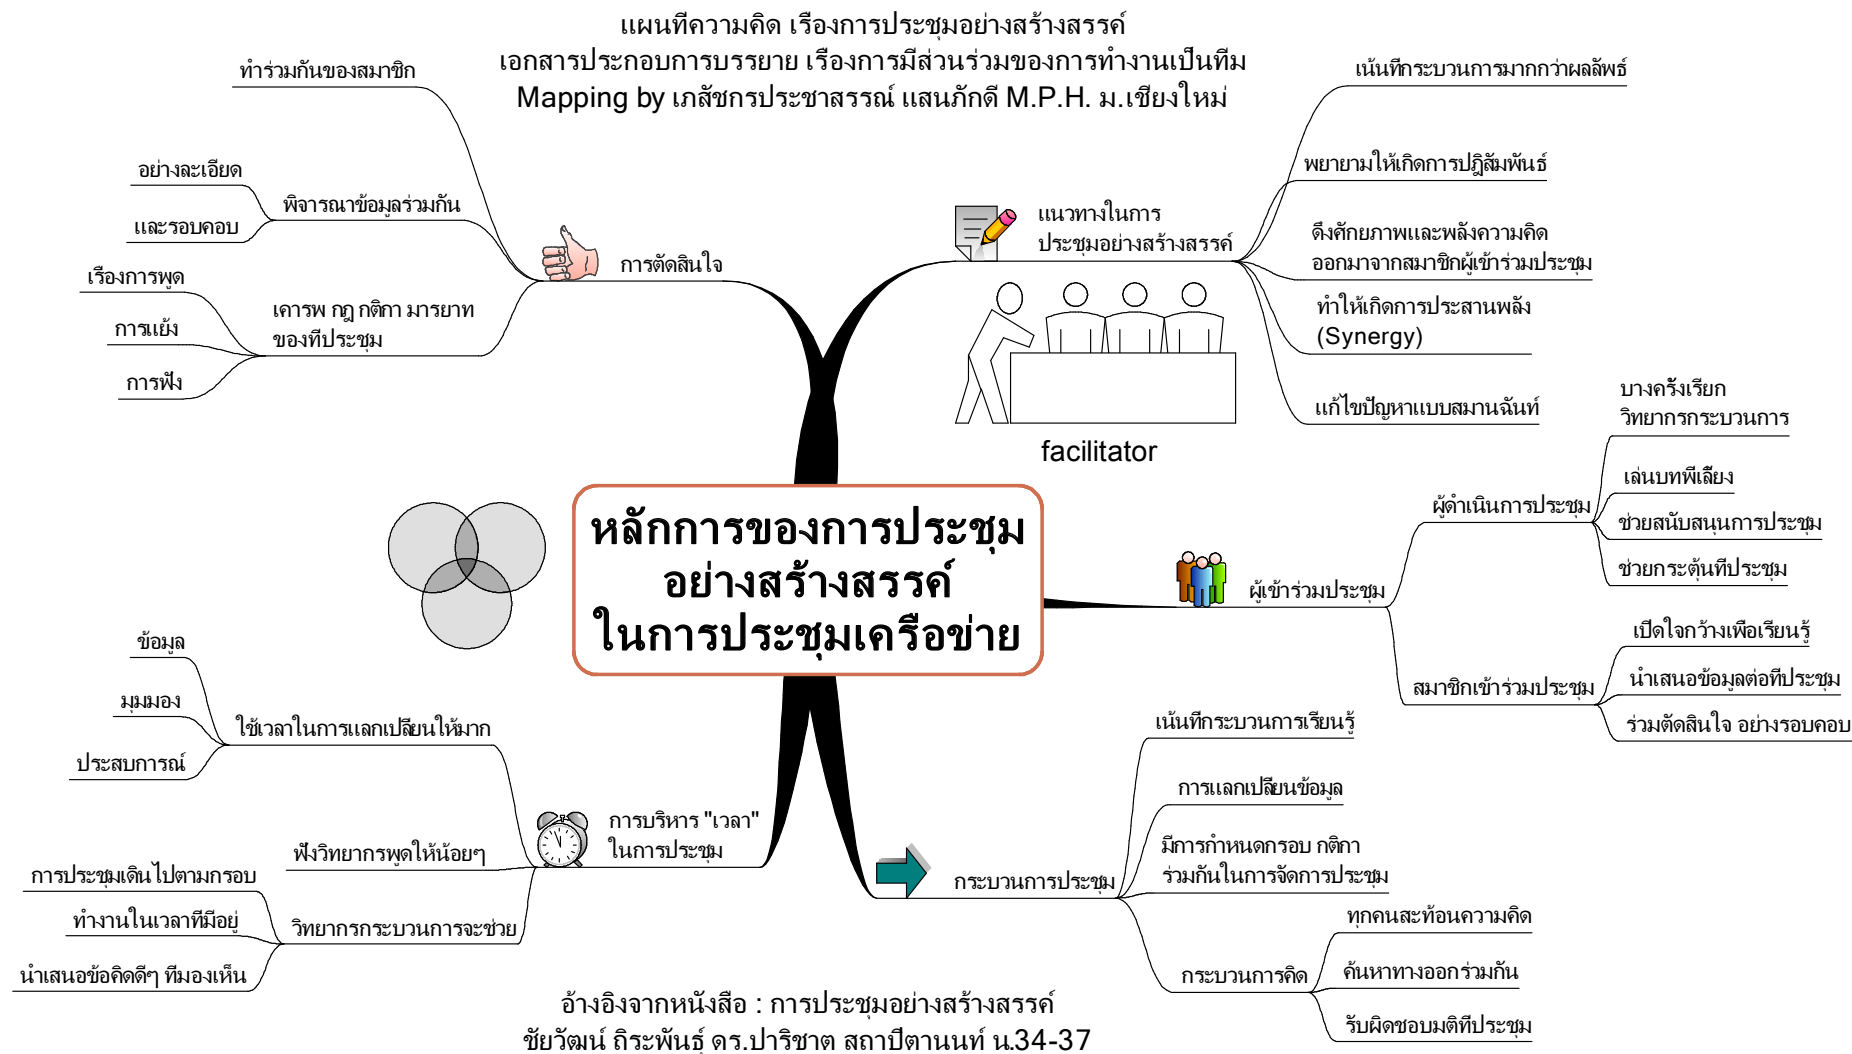 แผนทีความคิด เรืองการประชุมอย่างสร้างสรรค์
เอกสารประกอบการบรรยาย เรืองการมีส่วนร่วมของการทำงานเป็นทีม
Mapping by เภสัชกรประชาสรรณ์ แสนภักดี M.P.H. ม.เชียงใหม่
ทำร่วมกันของสมาชิก
อย่างละเอียด
และรอบคอบ
พิจารณาข้อมูลร่วมกัน
เรืองการพูด
การแย้ง
การฟัง
เคารพ กฎ กติกา มารยาท
ของทีประชุม
การตัดสินใจ
แนวทางในการ
ประชุมอย่างสร้างสรรค์
เน้นทีกระบวนการมากกว่าผลลัพธ์
พยายามให้เกิดการปฎิสัมพันธ์
ดึงศักยภาพและพลังความคิด
ออกมาจากสมาชิกผู้เข้าร่วมประชุม
ทำให้เกิดการประสานพลัง
(Synergy)
แก้ไขปัญหาแบบสมานฉันท์
facilitator
หลักการของการประชุม
อย่างสร้างสรรค์
ในการประชุมเครือข่าย
ผู้เข้าร่วมประชุม
ผู้ดำเนินการประชุม
บางครั้งเรียก
วิทยากรกระบวนการ
เล่นบทพีเลี้ยง
ช่วยสนับสนุนการประชุม
ช่วยกระตุ้นทีประชุม
สมาชิกเข้าร่วมประชุม
เปิดใจกว้างเพือเรียนรู้
นำเสนอข้อมูลต่อทีประชุม
ร่วมตัดสินใจ อย่างรอบคอบ
ข้อมูล
มุมมอง
ประสบการณ์
ใช้เวลาในการแลกเปลียนให้มาก
ฟังวิทยากรพูดให้น้อยๆ
การประชุมเดินไปตามกรอบ
ทำงานในเวลาทีมีอยู่
นำเสนอข้อคิดดีๆ ทีมองเห็น
วิทยากรกระบวนการจะช่วย
การบริหาร "เวลา"
ในการประชุม
กระบวนการประชุม
เน้นทีกระบวนการเรียนรู้
การแลกเปลียนข้อมูล
มีการกำหนดกรอบ กติกา
ร่วมกันในการจัดการประชุม
กระบวนการคิด
ทุกคนสะท้อนความคิด
ค้นหาทางออกร่วมกัน
รับผิดชอบมติทีประชุม
อ้างอิงจากหนังสือ : การประชุมอย่างสร้างสรรค์
ชัยวัฒน์ ถิระพันธุ์ ดร.ปาริชาต สถาปิตานนท์ น.34-37